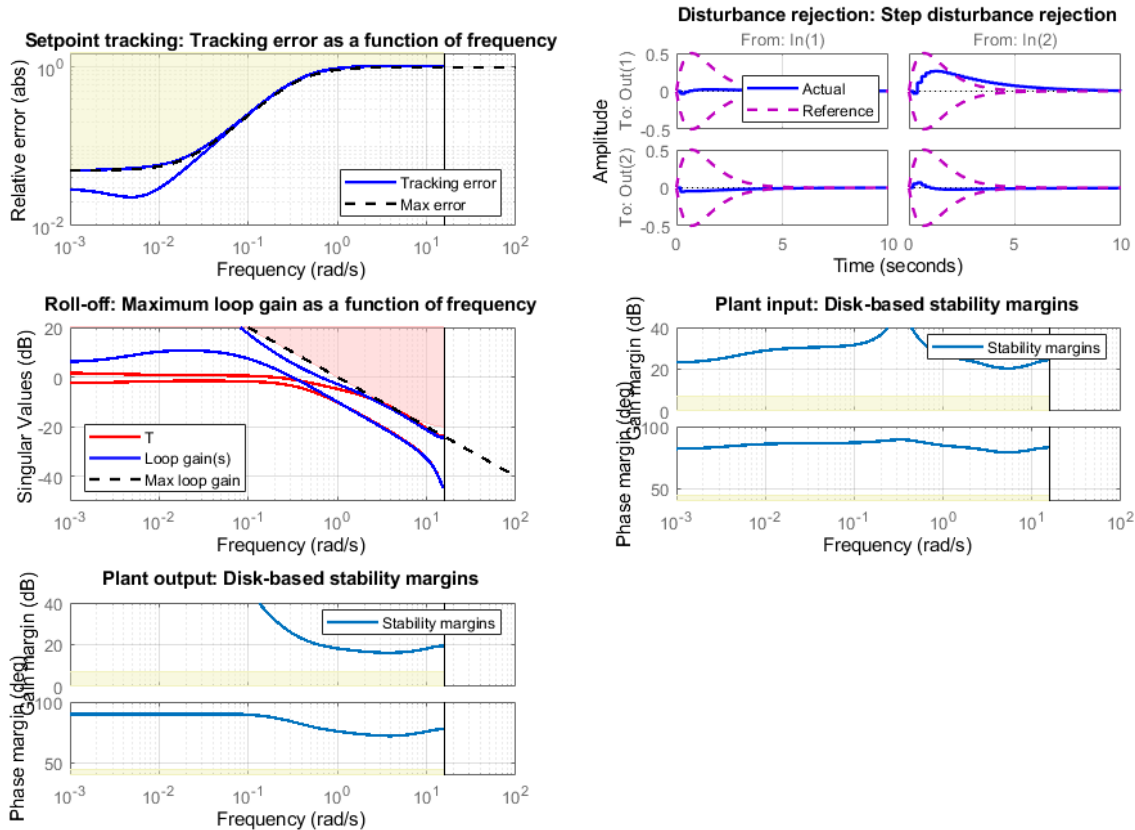 Setpoint tracking: Tracking error as a function of frequency
Relative error (abs)
10^0
10^-2
Tracking error
Max error
10^-3 10^-2 10^-1 10^0 10^1 10^2
Frequency (rad/s)
Disturbance rejection: Step disturbance rejection
From: In(1) From: In(2)
Amplitude
To: Out(1)
0.5
0
-0.5
Actual
Reference
To: Out(2)
0.5
0
-0.5
0 5 10 0 5 10
Time (seconds)
Roll-off: Maximum loop gain as a function of frequency
Singular Values (dB)
20
0
-20
-40
T
Loop gain(s)
Max loop gain
10^-3 10^-2 10^-1 10^0 10^1 10^2
Frequency (rad/s)
Plant input: Disk-based stability margins
Gain margin (dB)
40
20
0
Stability margins
Phase margin (deg)
100
50
10^-3 10^-2 10^-1 10^0 10^1 10^2
Frequency (rad/s)
Plant output: Disk-based stability margins
Gain margin (dB)
40
20
0
Stability margins
Phase margin (deg)
100
50
10^-3 10^-2 10^-1 10^0 10^1 10^2
Frequency (rad/s)